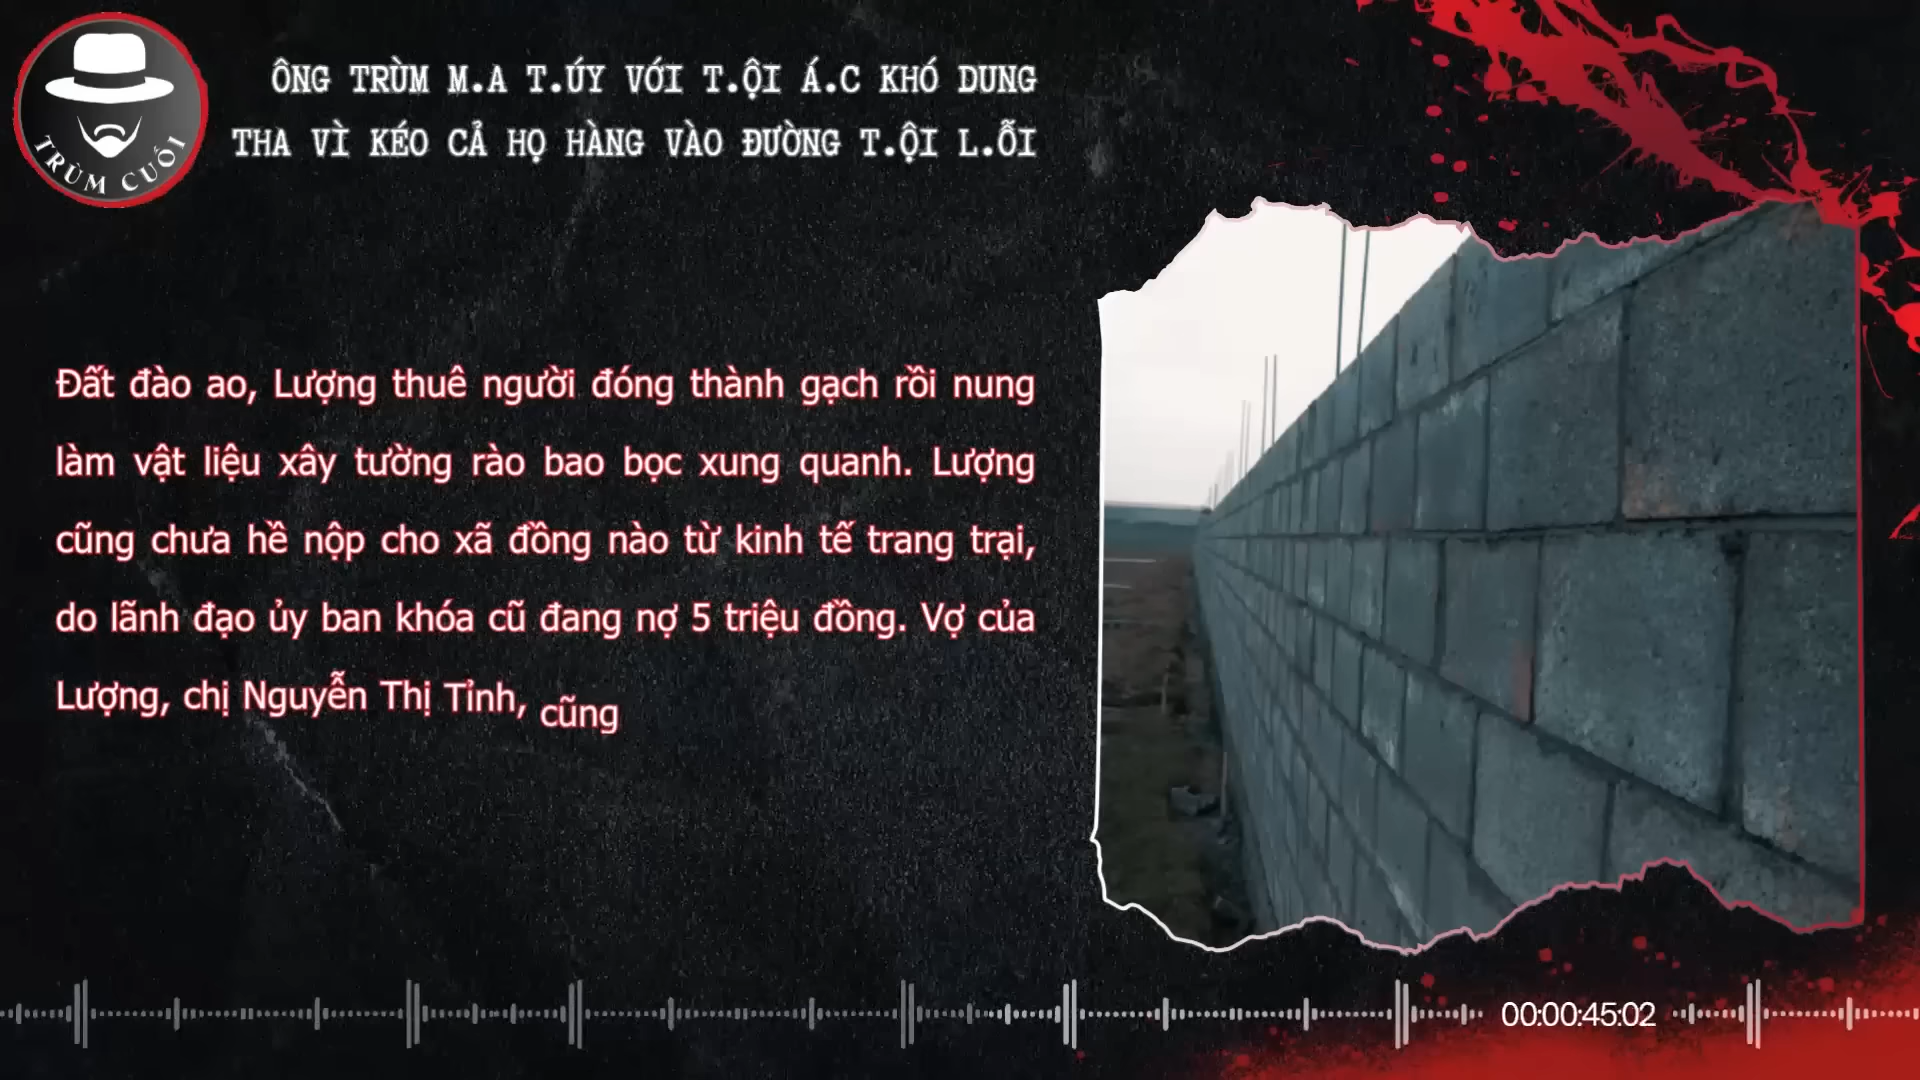 TRÙM CUỐI
ÔNG TRÙM M.A T.ÚY VỚI T.ỘI Á.C KHÓ DUNG
THA VÌ KÉO CẢ HỌ HÀNG VÀO ĐƯỜNG T.ỘI L.ỖI
Đất đào ao, Lượng thuê người đóng thành gạch rồi nung
làm vật liệu xây tường rào bao bọc xung quanh. Lượng
cũng chưa hề nộp cho xã đồng nào từ kinh tế trang trại,
do lãnh đạo ủy ban khóa cũ đang nợ 5 triệu đồng. Vợ của
Lượng, chị Nguyễn Thị Tỉnh, cũng
00:00:45:02